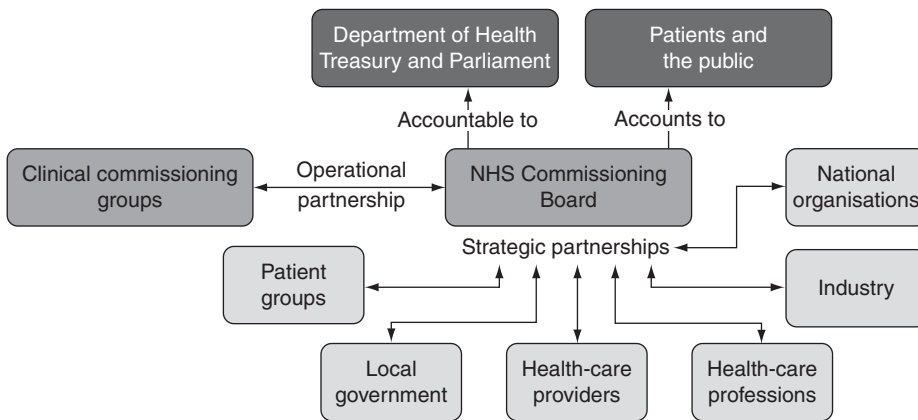 Department of Health
Treasury and Parliament
Patients and
the public
Accountable to
Accounts to
Clinical commissioning
groups
Operational
partnership
NHS Commissioning
Board
National
organisations
Strategic partnerships
Patient
groups
Industry
Local
government
Health-care
providers
Health-care
professions